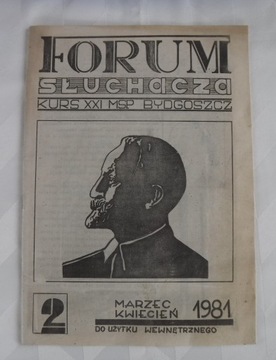 FORUM
SŁUCHACZA
KURS XXI MSP BYDGOSZCZ
2
MARZEC
KWIECIEŃ
1981
DO UŻYTKU WEWNĘTRZNEGO